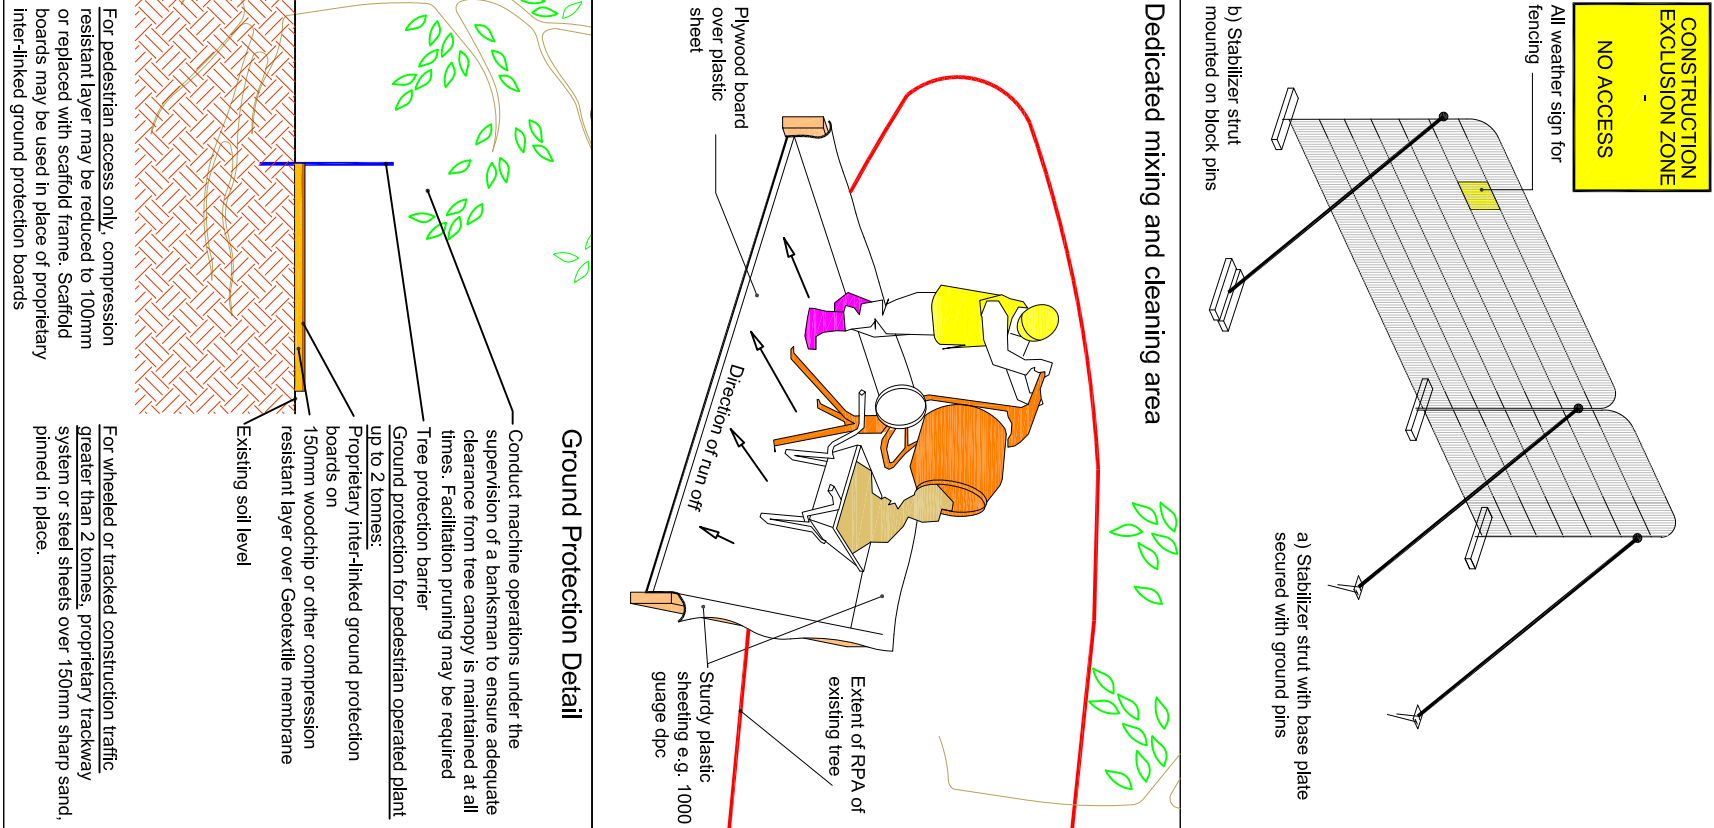 CONSTRUCTION
EXCLUSION ZONE
-
NO ACCESS
All weather sign for
fencing
b) Stabilizer strut
mounted on block pins
a) Stabilizer strut with base plate
secured with ground pins
Dedicated mixing and cleaning area
Plywood board
over plastic
sheet
Direction of run off
Extent of RPA of
existing tree
Sturdy plastic
sheeting e.g. 1000
guage dpc
Ground Protection Detail
Conduct machine operations under the
supervision of a banksman to ensure adequate
clearance from tree canopy is maintained at all
times. Facilitation pruning may be required
Tree protection barrier
Ground protection for pedestrian operated plant
up to 2 tonnes:
Proprietary inter-linked ground protection
boards on
150mm woodchip or other compression
resistant layer over Geotextile membrane
Existing soil level
For pedestrian access only, compression
resistant layer may be reduced to 100mm
or replaced with scaffold frame. Scaffold
boards may be used in place of proprietary
inter-linked ground protection boards
For wheeled or tracked construction traffic
greater than 2 tonnes, proprietary trackway
system or steel sheets over 150mm sharp sand,
pinned in place.